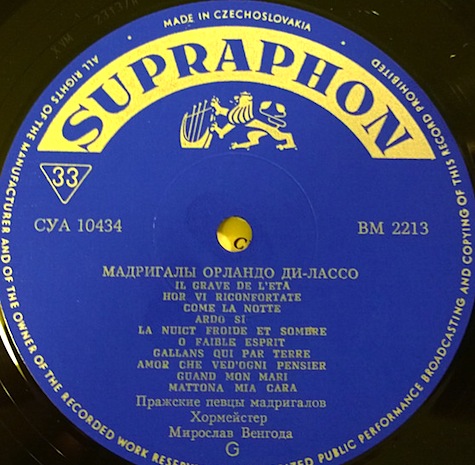 MADE IN CZECHOSLOVAKIA
ALL RIGHTS OF THE MANUFACTURER AND OF THE OWNER OF THE RECORDED WORK RESERVED
PUBLIC PERFORMANCE BROADCASTING AND COPYING OF THIS RECORD PROHIBITED
SUPRAPHON
33
СУА 10434
ВМ 2213
C
МАДРИГАЛЫ ОРЛАНДО ДИ-ЛАССО
IL GRAVE DE L'ETÀ
HOR VI RICONFORTATE
COME LA NOTTE
ARDO SI
LA NUICT FROIDE ET SOMBRE
O FAIBLE ESPRIT
GALLANS QUI PAR TERRE
AMOR CHE VED'OGNI PENSIER
GUAND MON MARI
MATTONA MIA CARA
Пражские певцы мадригалов
Хормейстер
Мирослав Венгода
G